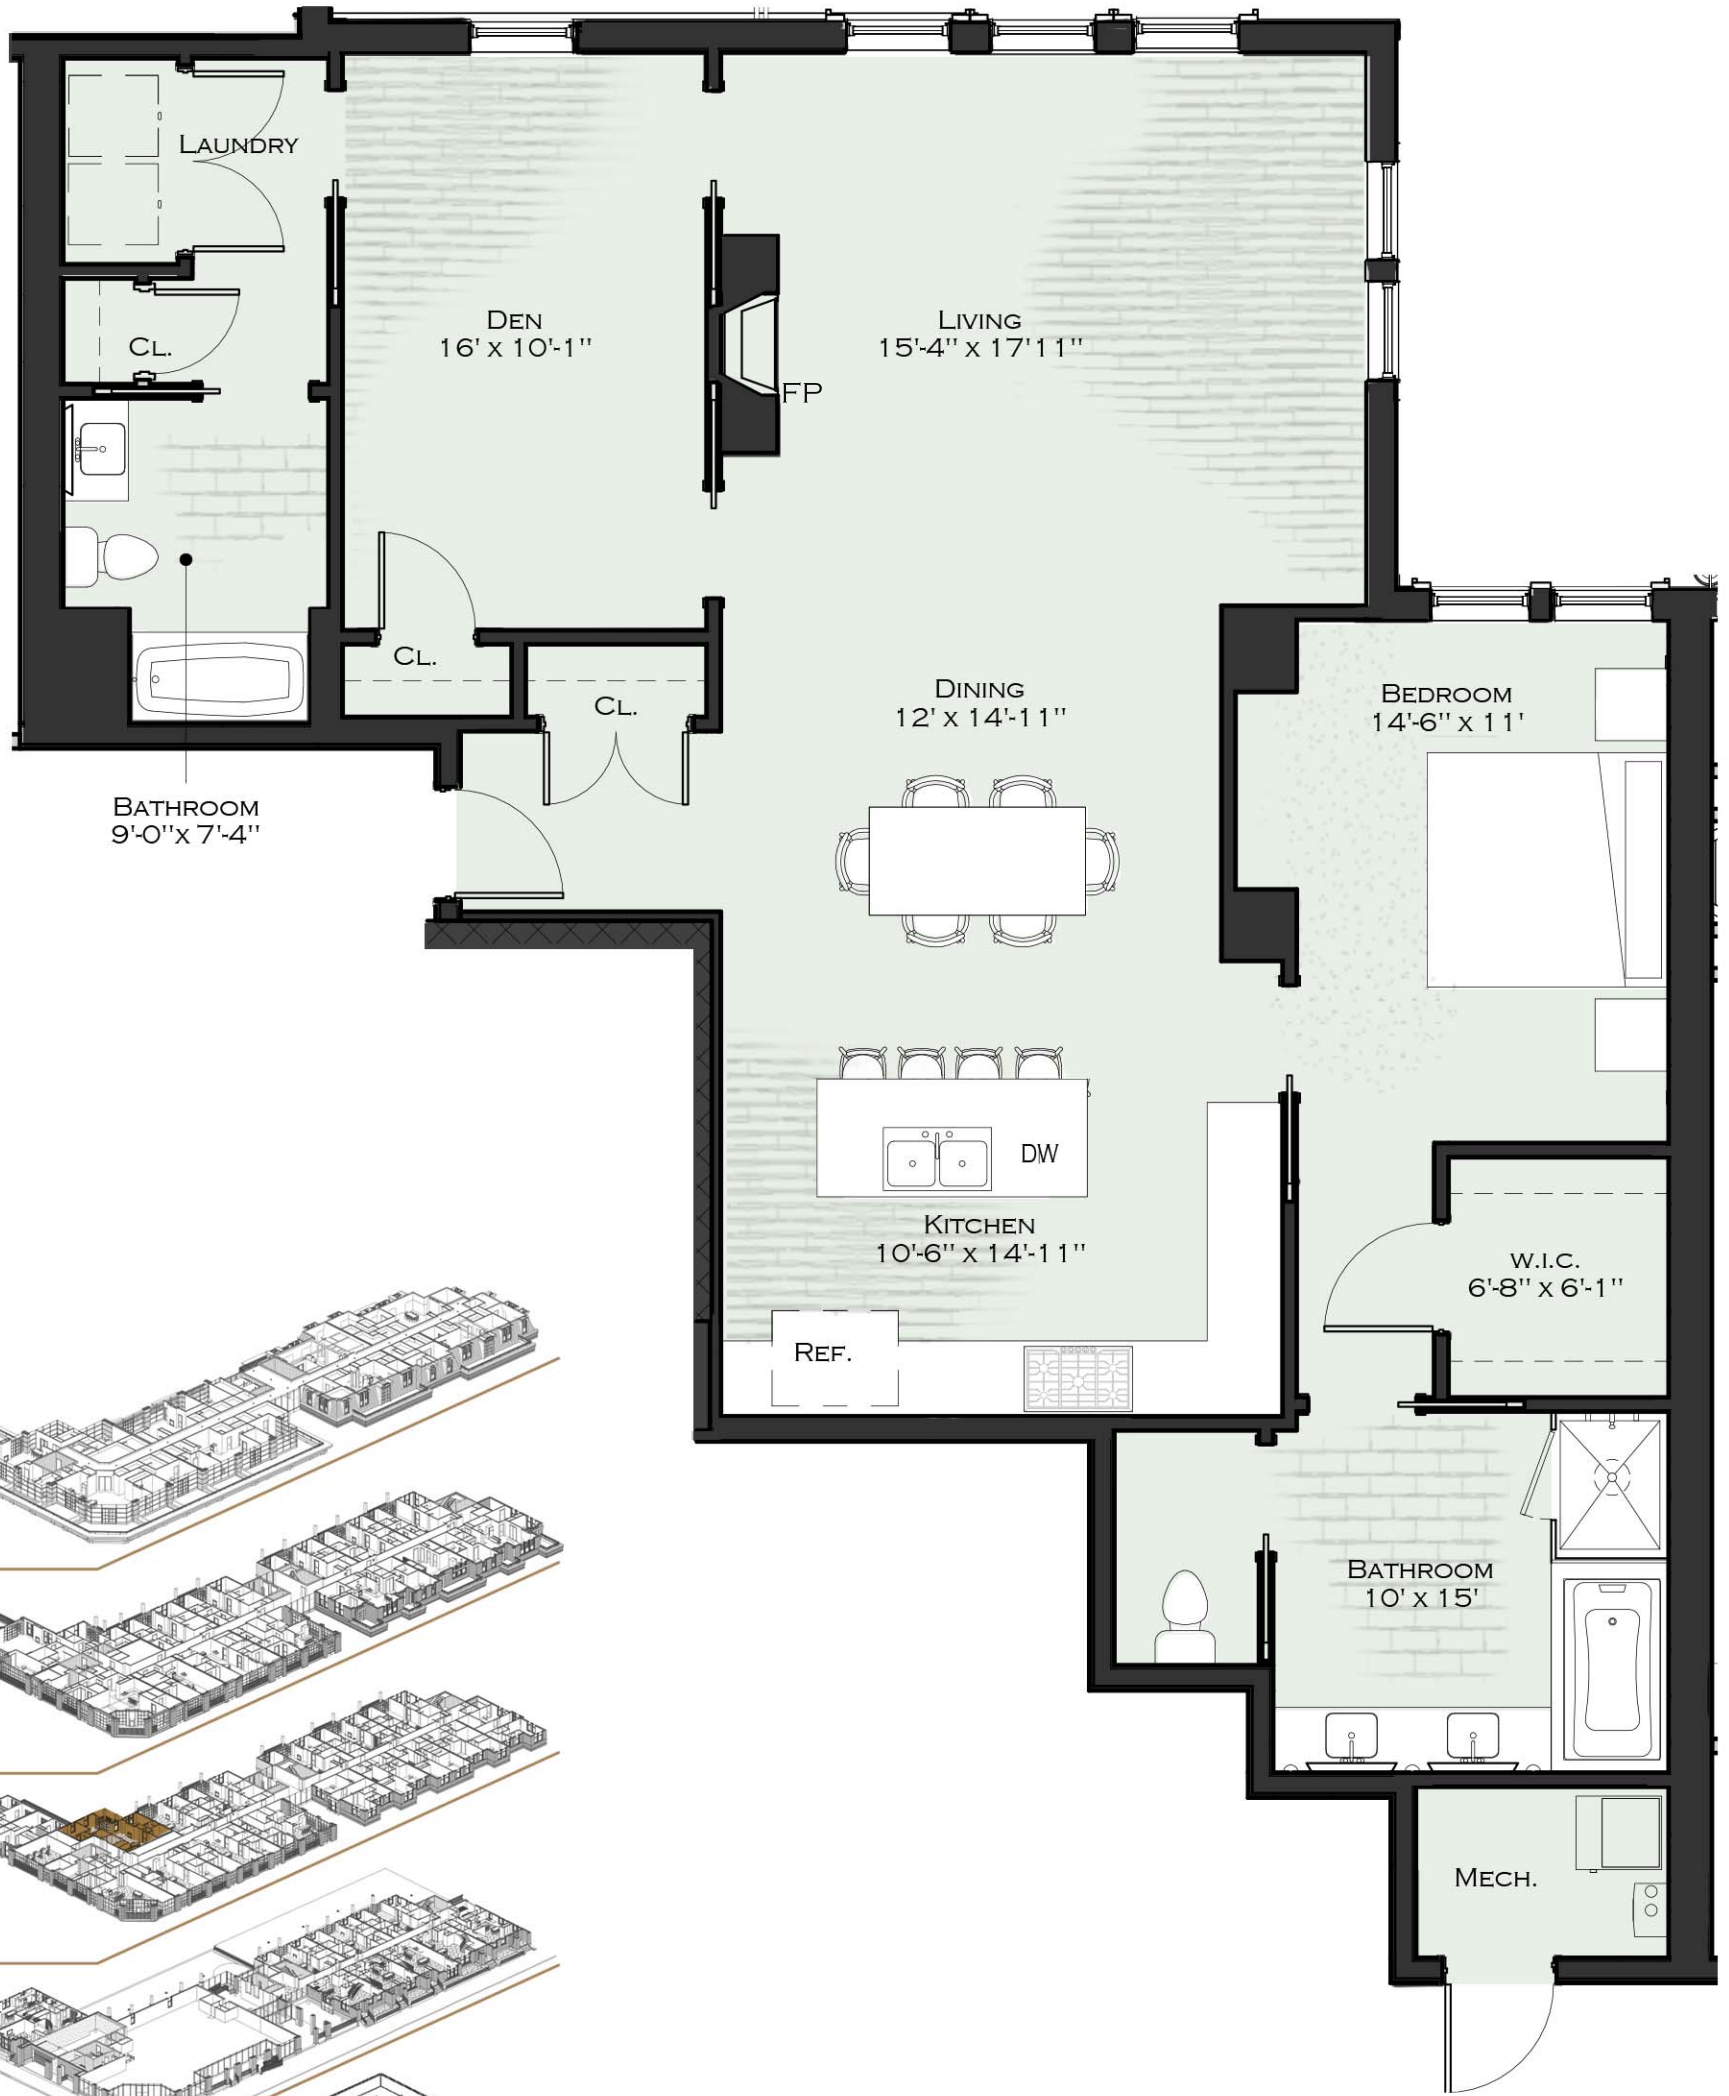 LAUNDRY
CL.
DEN
16' X 10'-1"
LIVING
15'-4" X 17'11"
FP
CL.
CL.
DINING
12' X 14'-11"
BEDROOM
14'-6" X 11'
BATHROOM
9'-0"X 7'-4"
DW
KITCHEN
10'-6" X 14'-11"
W.I.C.
6'-8" X 6'-1"
REF.
BATHROOM
10' X 15'
MECH.